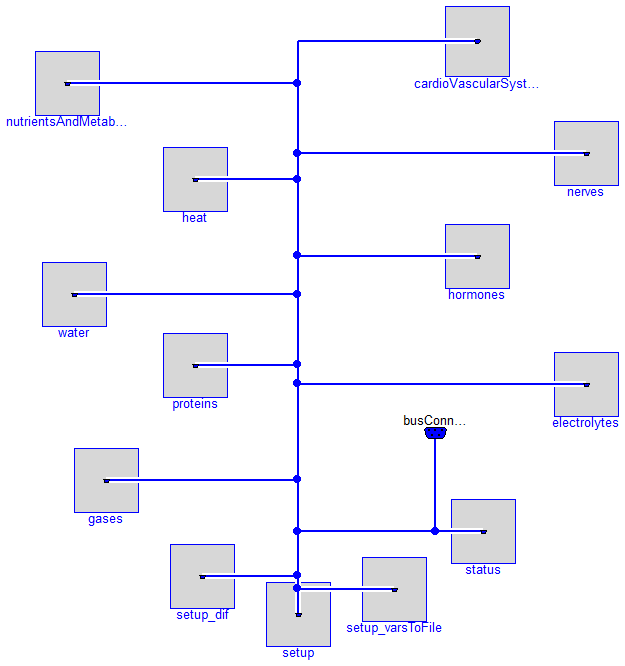 cardioVascularSyst...
nutrientsAndMetab...
nerves
heat
hormones
water
proteins
busConn...
electrolytes
gases
status
setup_dif
setup_varsToFile
setup